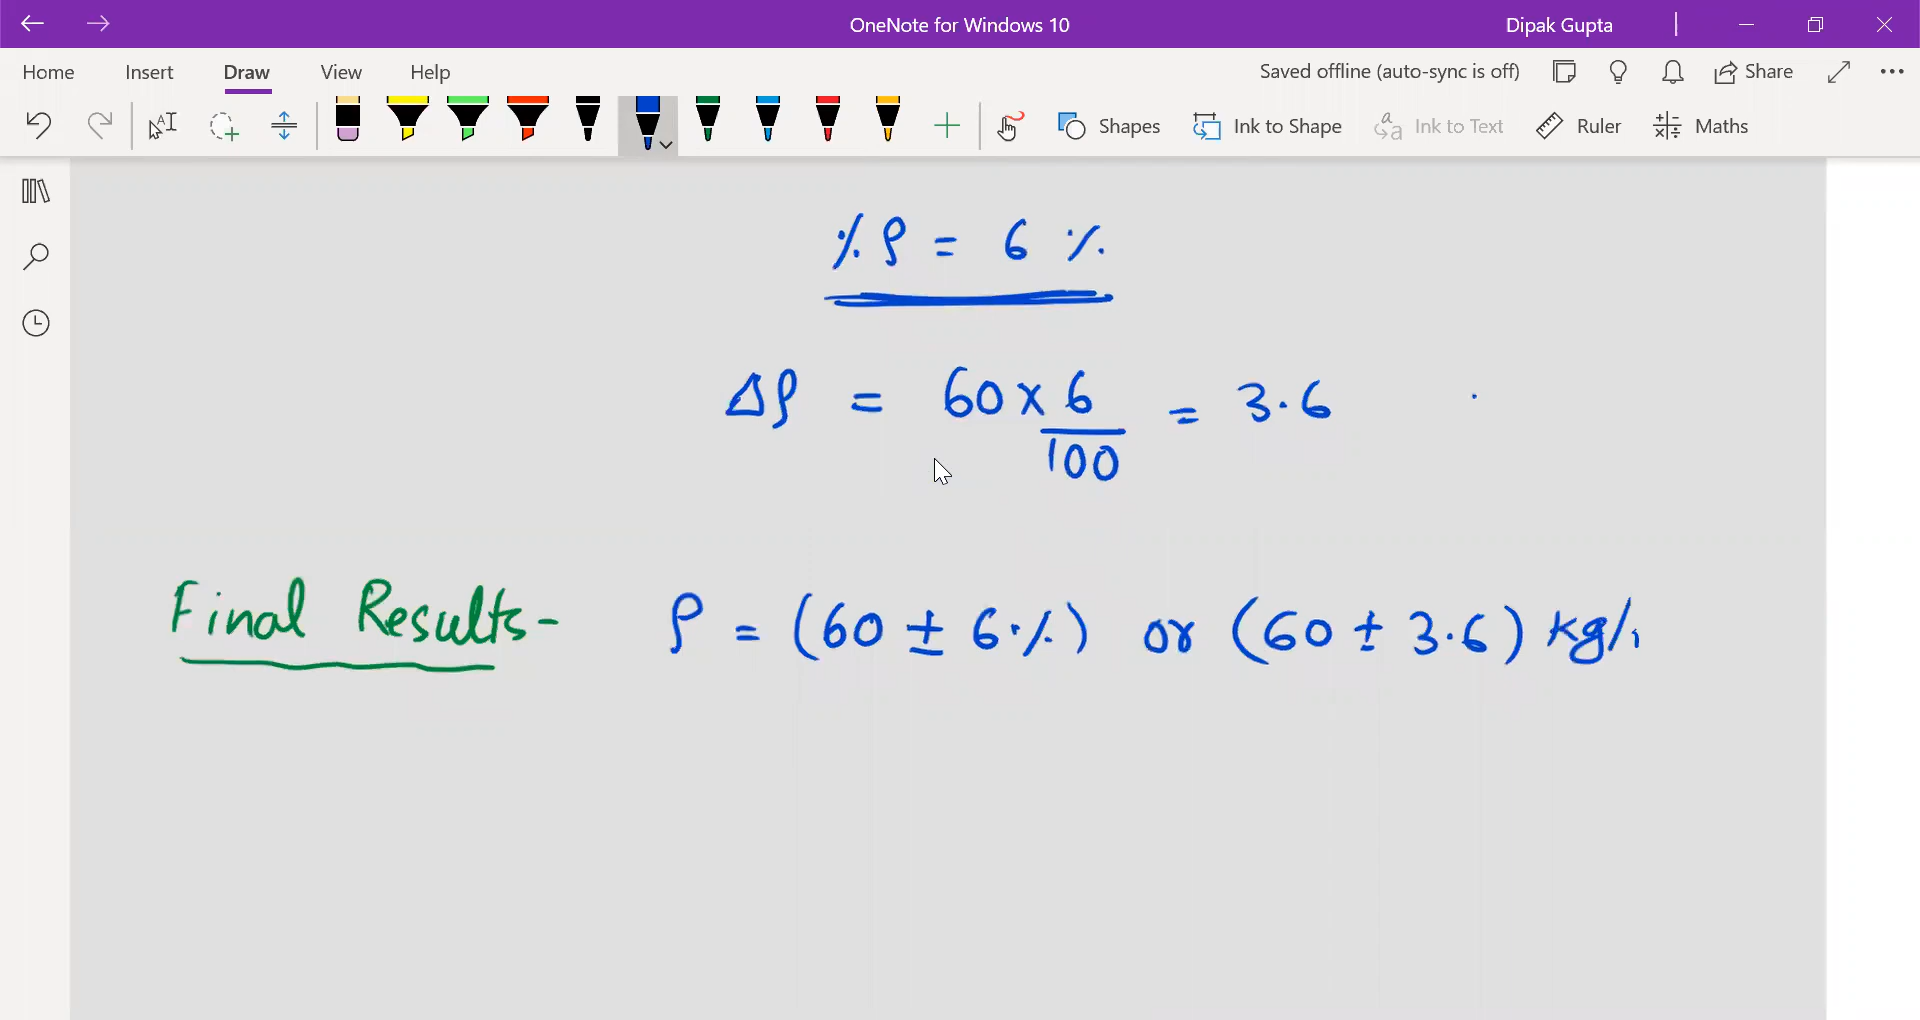 OneNote for Windows 10
Dipak Gupta
Home Insert Draw View Help
Saved offline (auto-sync is off) Share
Shapes Ink to Shape Ink to Text Ruler Maths
% ρ = 6 %
Δρ = 60 × 6/100 = 3.6
Final Results- ρ = (60 ± 6%) or (60 ± 3.6) kg/